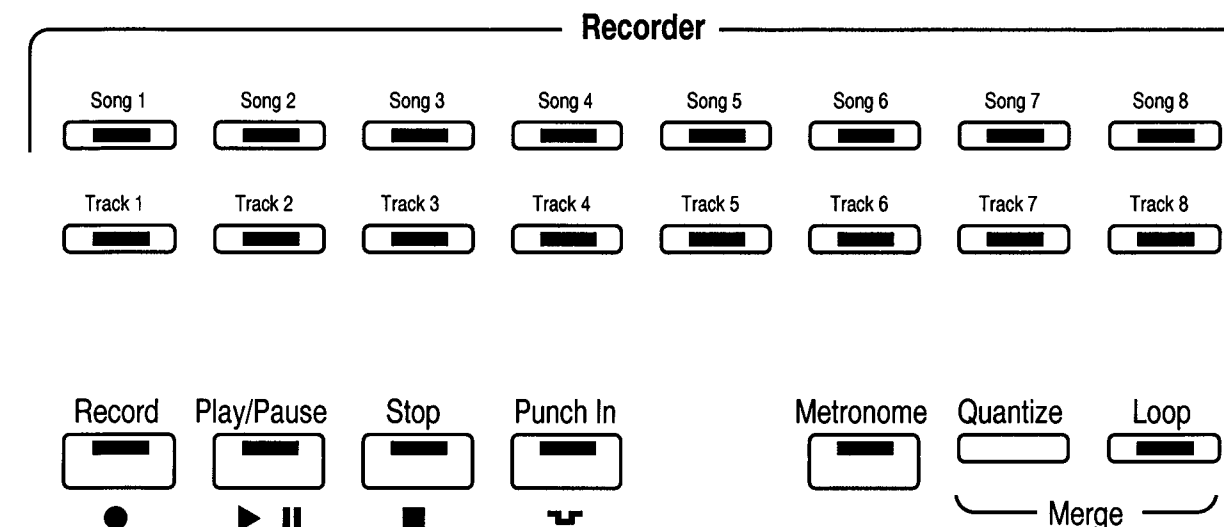 Recorder
Song 1 Song 2 Song 3 Song 4 Song 5 Song 6 Song 7 Song 8
Track 1 Track 2 Track 3 Track 4 Track 5 Track 6 Track 7 Track 8
Record Play/Pause Stop Punch In Metronome Quantize Loop
Merge